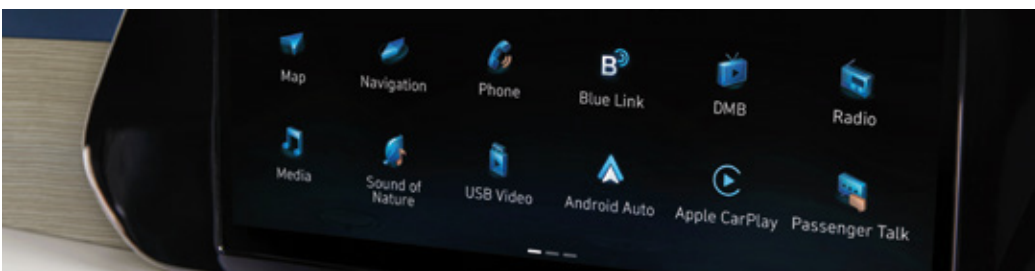 Map
Navigation
Phone
B
Blue Link
DMB
Radio
Media
Sound of
Nature
USB Video
Android Auto
Apple CarPlay
Passenger Talk